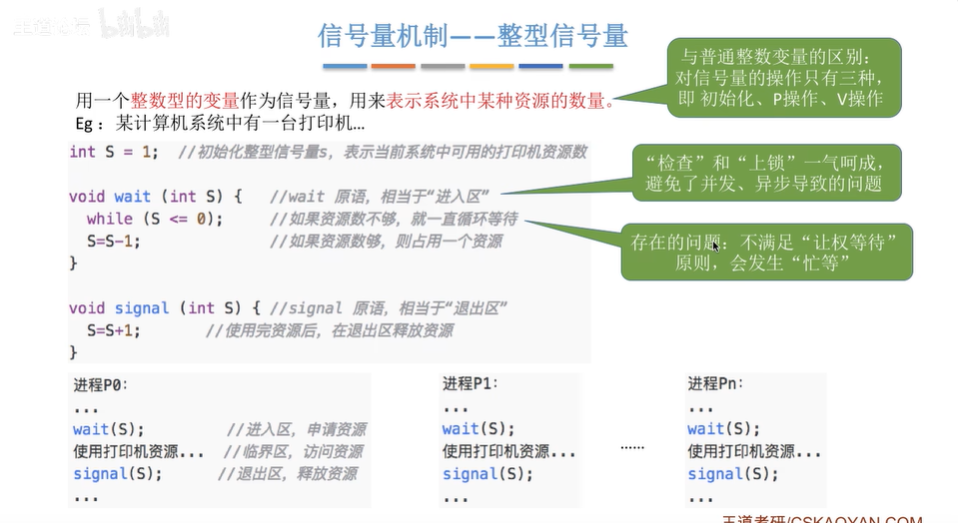 信号量机制——整型信号量
与普通整数变量的区别：
对信号量的操作只有三种，
即 初始化、P操作、V操作
用一个整数型的变量作为信号量，用来表示系统中某种资源的数量。
Eg：某计算机系统中有一台打印机...
int S = 1;  //初始化整型信号量s，表示当前系统中可用的打印机资源数
void wait (int S) {   //wait 原语，相当于“进入区”
while (S <= 0);   //如果资源数不够，就一直循环等待
S=S-1;   //如果资源数够，则占用一个资源
}
“检查”和“上锁”一气呵成，
避免了并发、异步导致的问题
存在的问题：不满足“让权等待”
原则，会发生“忙等”
void signal (int S) { //signal 原语，相当于“退出区”
S=S+1;   //使用完资源后，在退出区释放资源
}
进程P0:
...
wait(S);   //进入区，申请资源
使用打印机资源...  //临界区，访问资源
signal(S);   //退出区，释放资源
...
进程P1:
...
wait(S);
使用打印机资源...
signal(S);
...
......
进程Pn:
...
wait(S);
使用打印机资源...
signal(S);
...
王道考研/CSKAOYAN.COM